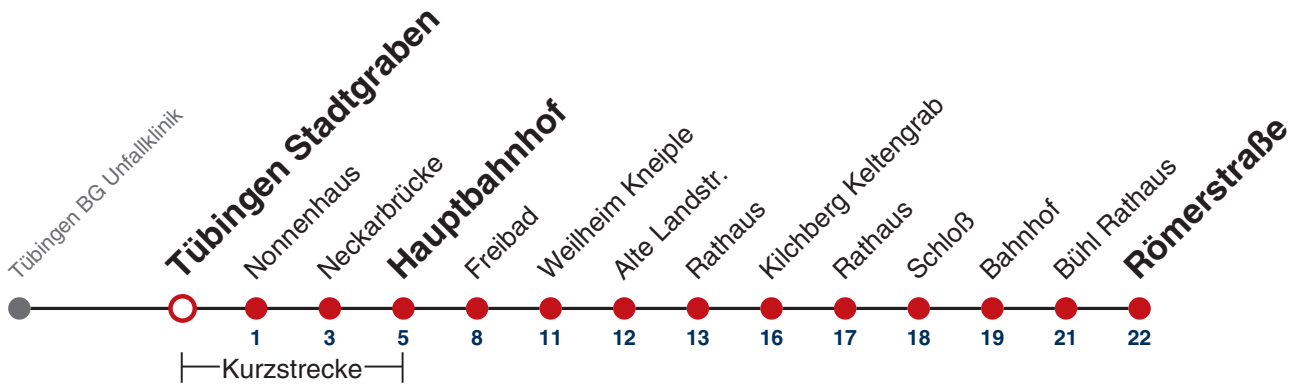 Tübingen BG Unfallklinik
Tübingen Stadtgraben
Nonnenhaus
Neckarbrücke
Hauptbahnhof
Freibad
Weilheim Kneiple
Alte Landstr.
Rathaus
Kilchberg Keltengrab
Rathaus
Schloß
Bahnhof
Bühl Rathaus
Römerstraße
1 3 5 8 11 12 13 16 17 18 19 21 22
Kurzstrecke